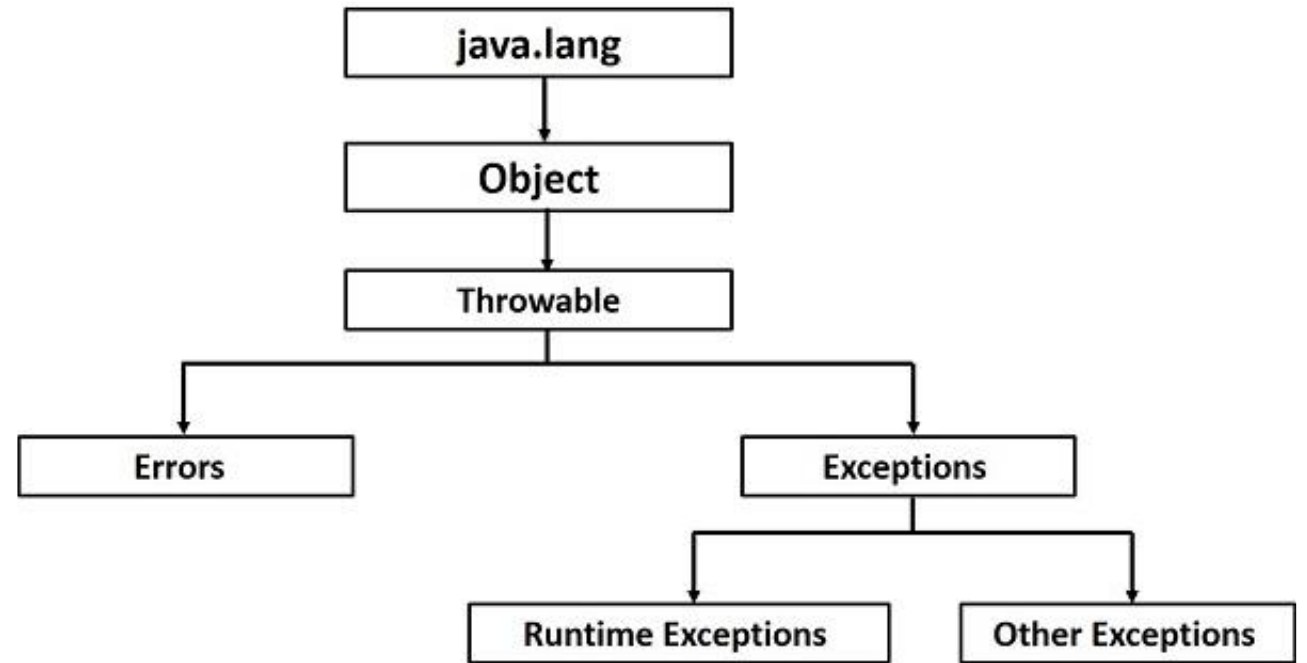 java.lang
Object
Throwable
Errors
Exceptions
Runtime Exceptions
Other Exceptions